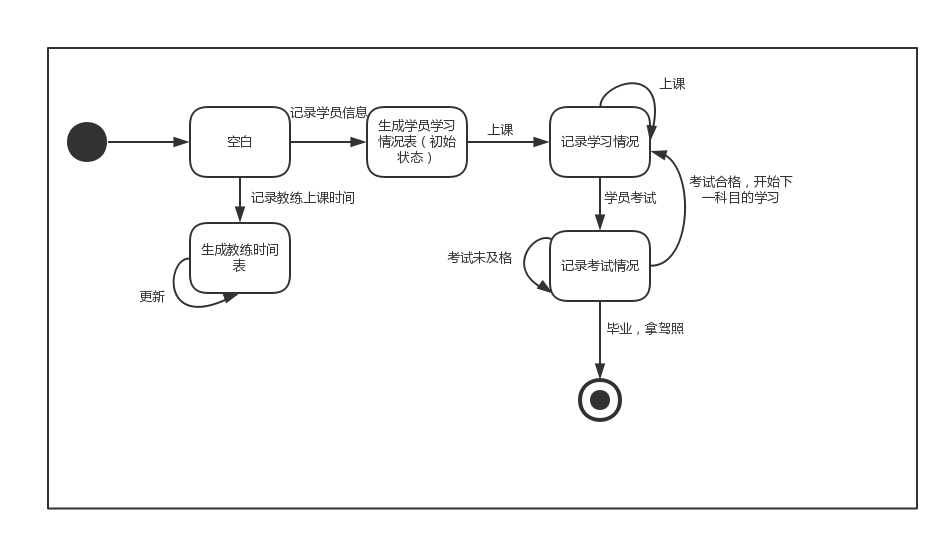 上课
记录学员信息
生成学员学习
情况表（初始
状态）
上课
空白
记录学习情况
考试合格，开始下
一科目的学习
记录教练上课时间
学员考试
生成教练时间
表
考试未及格
记录考试情况
更新
毕业，拿驾照